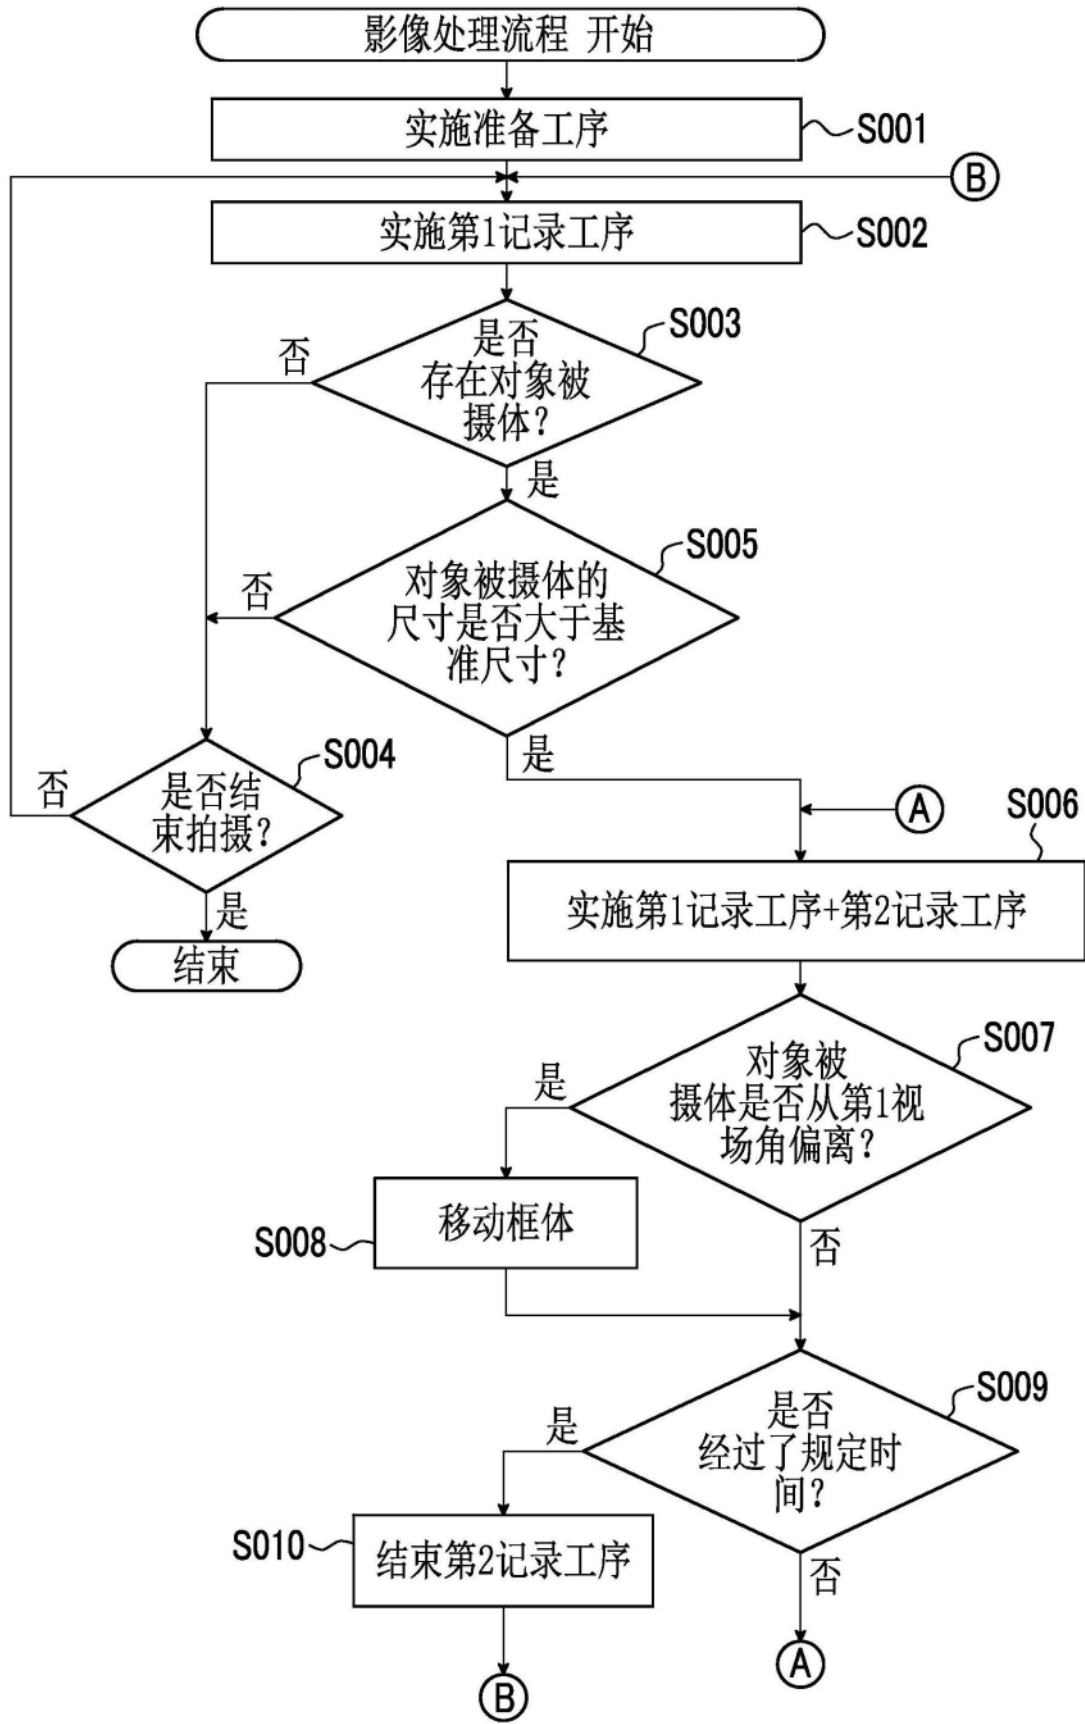 影像处理流程 开始
实施准备工序
S001
B
实施第1记录工序
S002
S003
是否
存在对象被
摄体?
否
是
S005
对象被摄体的
尺寸是否大于基
准尺寸?
否
是
S004
是否结
束拍摄?
否
是
结束
A
S006
实施第1记录工序+第2记录工序
S007
对象被
摄体是否从第1视
场角偏离?
是
否
S008
移动框体
S009
是否
经过了规定时
间?
是
否
S010
结束第2记录工序
A
B